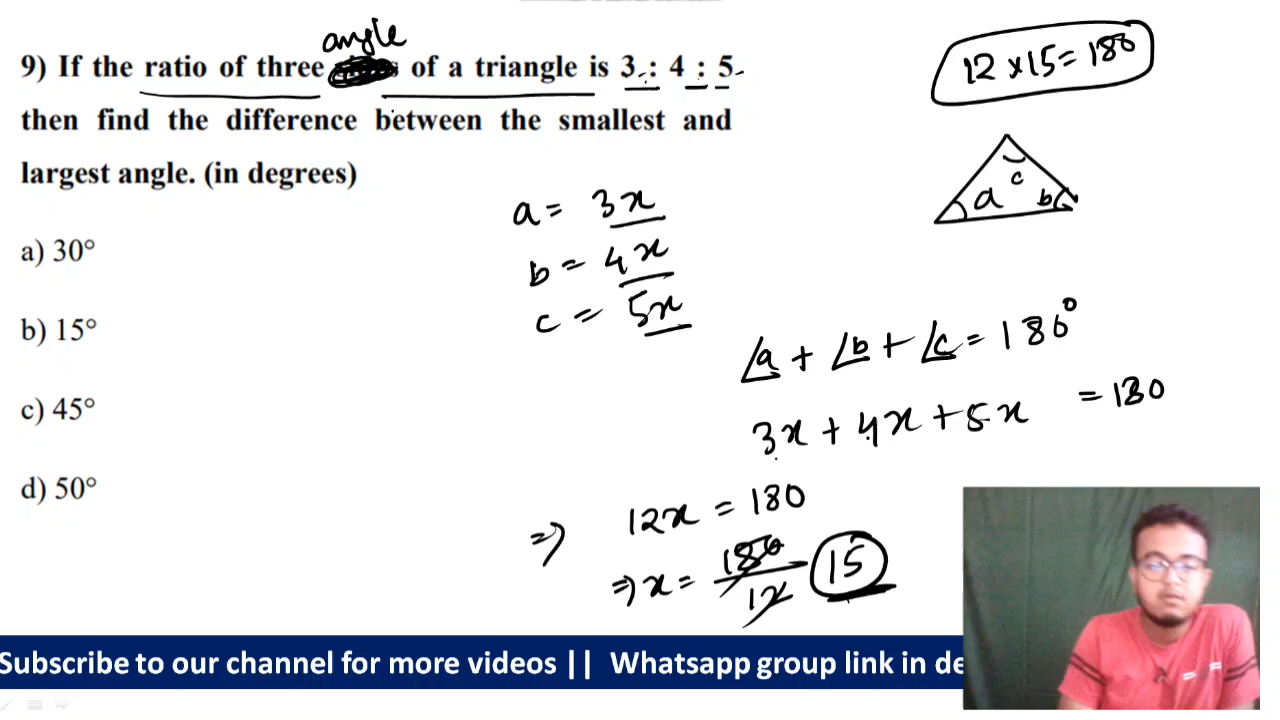 angle
9) If the ratio of three of a triangle is 3 : 4 : 5
then find the difference between the smallest and
largest angle. (in degrees)
a) 30°
b) 15°
c) 45°
d) 50°
12 × 15 = 180
a
b
c
a = 3x
b = 4x
c = 5x
∠a + ∠b + ∠c = 180°
3x + 4x + 5x = 180
⇒ 12x = 180
⇒ x = 180/12 15
Subscribe to our channel for more videos || Whatsapp group link in de